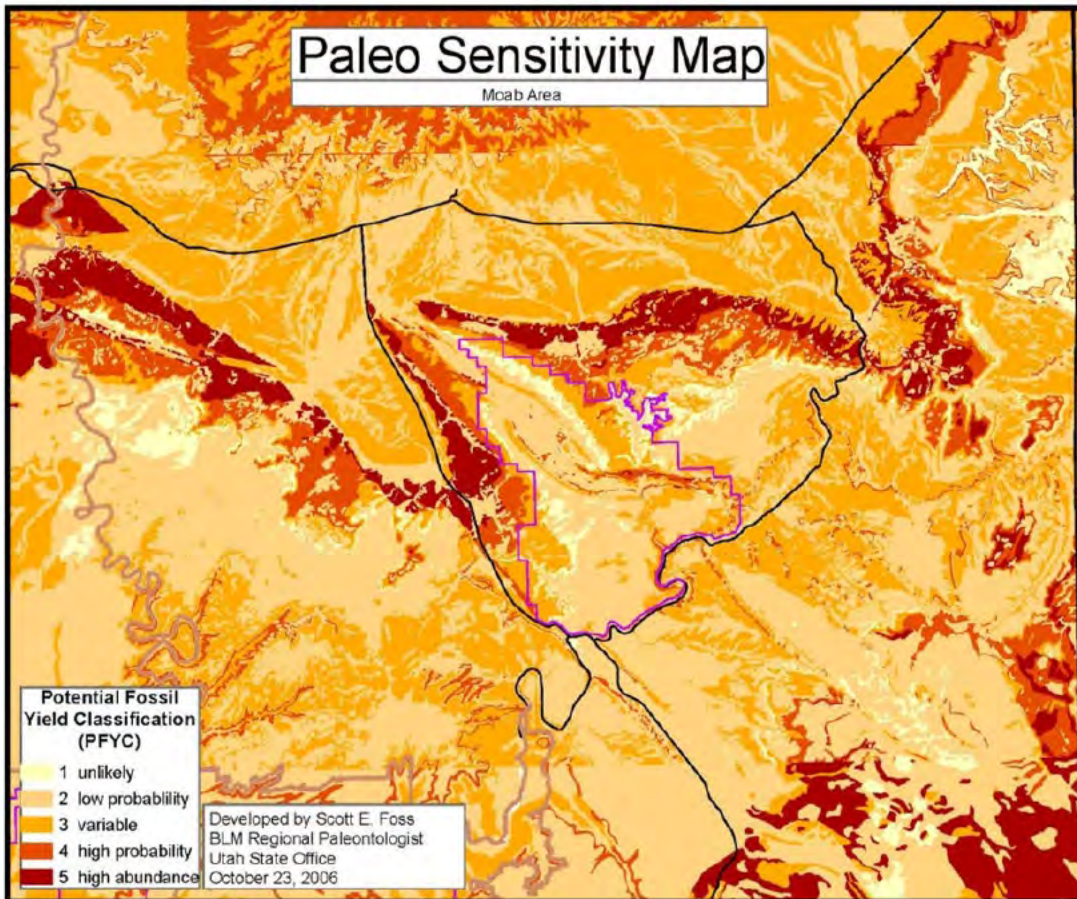 Paleo Sensitivity Map
Moab Area
Potential Fossil
Yield Classification
(PFYC)
1 unlikely
2 low probablility
3 variable
4 high probability
5 high abundance
Developed by Scott E. Foss
BLM Regional Paleontologist
Utah State Office
October 23, 2006